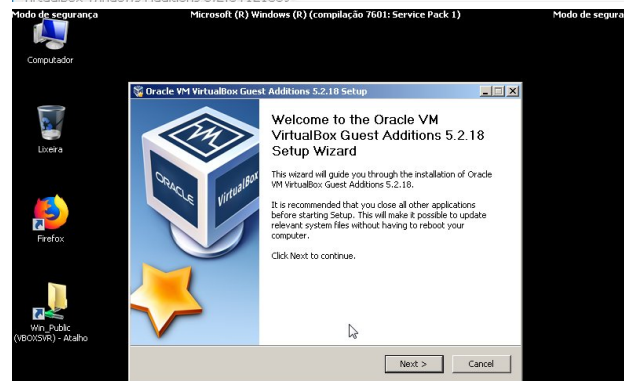 Modo de segurança Microsoft (R) Windows (R) (compilação 7601: Service Pack 1) Modo de segura
Computador
Lixeira
Firefox
Win_Public
(VBOXSVR) - Atalho
Oracle VM VirtualBox Guest Additions 5.2.18 Setup
ORACLE
VirtualBox
Welcome to the Oracle VM
VirtualBox Guest Additions 5.2.18
Setup Wizard
This wizard will guide you through the installation of Oracle
VM VirtualBox Guest Additions 5.2.18.
It is recommended that you close all other applications
before starting Setup. This will make it possible to update
relevant system files without having to reboot your
computer.
Click Next to continue.
Next >
Cancel